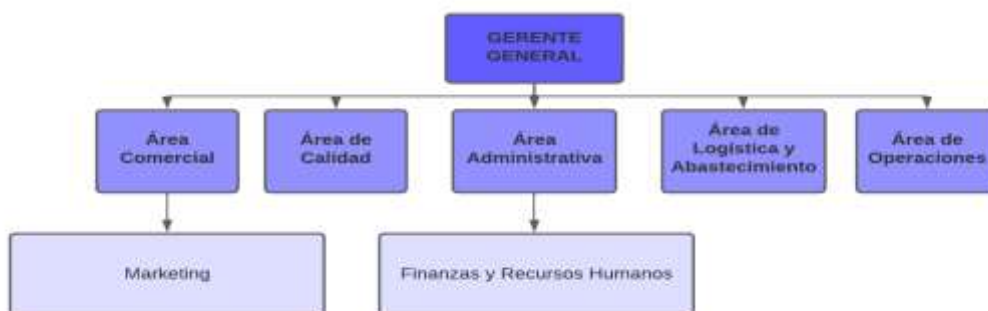 GERENTE
GENERAL
Área
Comercial
Área de
Calidad
Área
Administrativa
Área de
Logística y
Abastecimiento
Área de
Operaciones
Marketing
Finanzas y Recursos Humanos